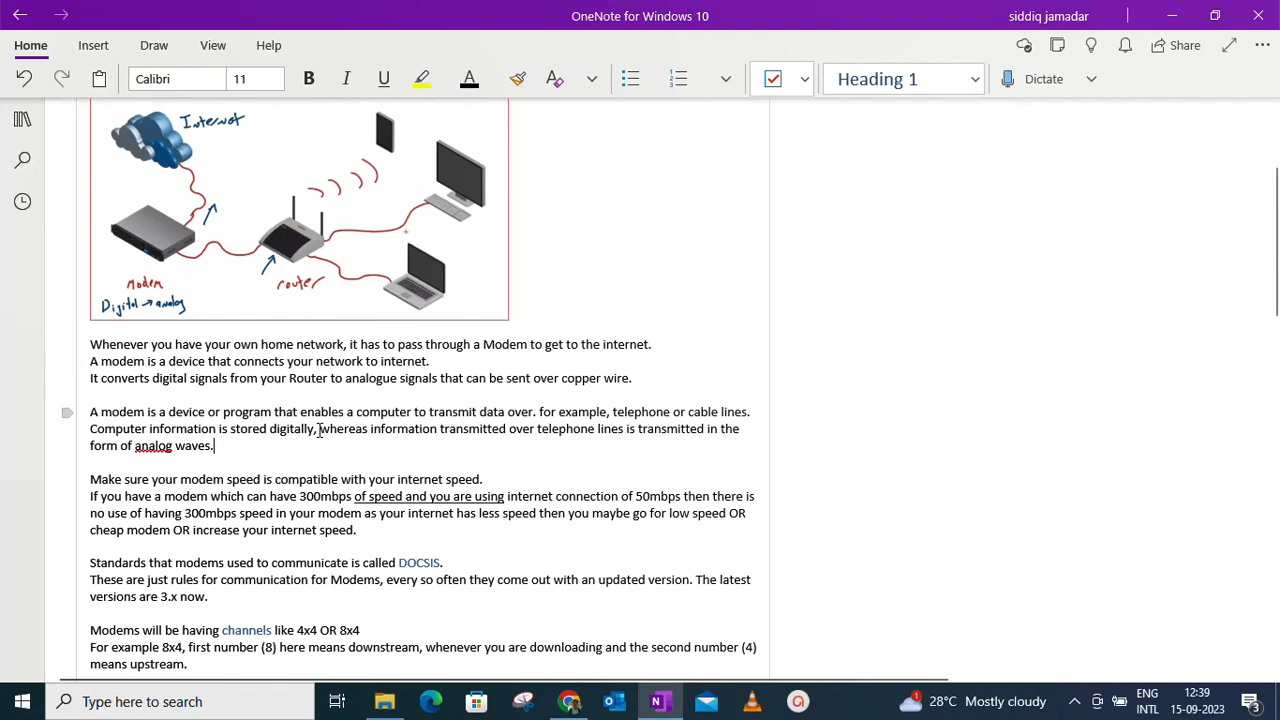 OneNote for Windows 10
siddiq jamadar
Home
Insert
Draw
View
Help
Share
Calibri
11
B
I
U
A
A
Heading 1
Dictate
Internet
Modem
Digital → analog
router
Whenever you have your own home network, it has to pass through a Modem to get to the internet.
A modem is a device that connects your network to internet.
It converts digital signals from your Router to analogue signals that can be sent over copper wire.
A modem is a device or program that enables a computer to transmit data over. for example, telephone or cable lines.
Computer information is stored digitally, whereas information transmitted over telephone lines is transmitted in the
form of analog waves.
Make sure your modem speed is compatible with your internet speed.
If you have a modem which can have 300mbps of speed and you are using internet connection of 50mbps then there is
no use of having 300mbps speed in your modem as your internet has less speed then you maybe go for low speed OR
cheap modem OR increase your internet speed.
Standards that modems used to communicate is called DOCSIS.
These are just rules for communication for Modems, every so often they come out with an updated version. The latest
versions are 3.x now.
Modems will be having channels like 4x4 OR 8x4
For example 8x4, first number (8) here means downstream, whenever you are downloading and the second number (4)
means upstream.
Type here to search
28°C Mostly cloudy
ENG
INTL
12:39
15-09-2023
3